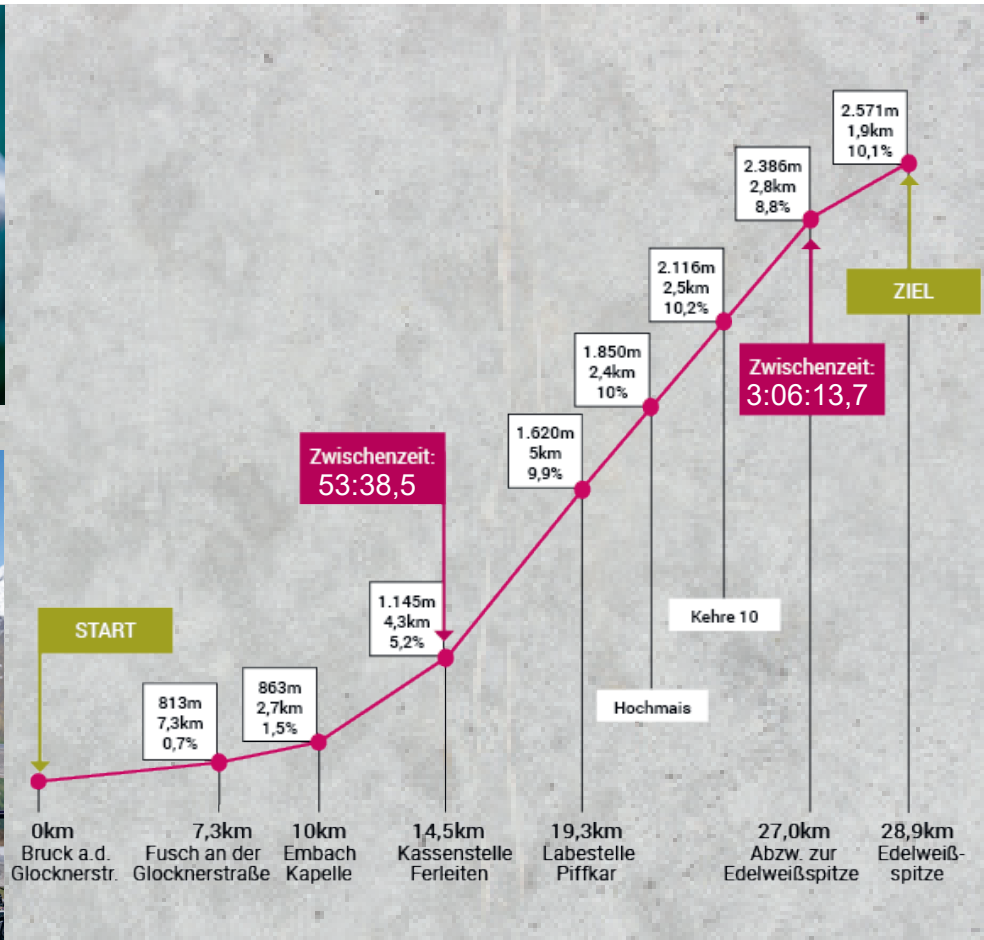 2.571m
1,9km
10,1%
2.386m
2,8km
8,8%
ZIEL
2.116m
2,5km
10,2%
1.850m
2,4km
10%
Zwischenzeit:
3:06:13,7
1.620m
5km
9,9%
Zwischenzeit:
53:38,5
1.145m
4,3km
5,2%
Kehre 10
START
863m
2,7km
1,5%
813m
7,3km
0,7%
Hochmais
0km
Bruck a.d.
Glocknerstr.
7,3km
Fusch an der
Glocknerstraße
10km
Embach
Kapelle
14,5km
Kassenstelle
Ferleiten
19,3km
Labestelle
Piffkar
27,0km
Abzw. zur
Edelweißspitze
28,9km
Edelweiß-
spitze